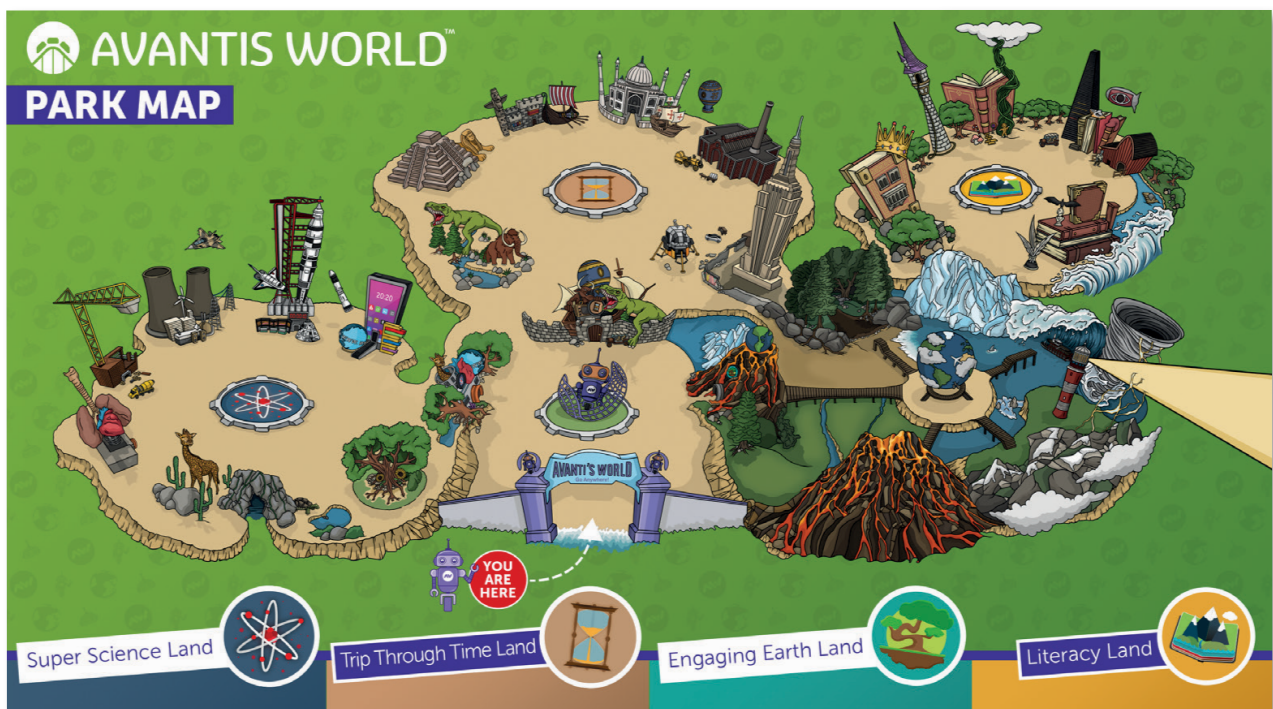 AVANTIS WORLD™
PARK MAP
20:20
AVANTI'S WORLD
Go Anywhere!
YOU
ARE
HERE
Super Science Land
Trip Through Time Land
Engaging Earth Land
Literacy Land